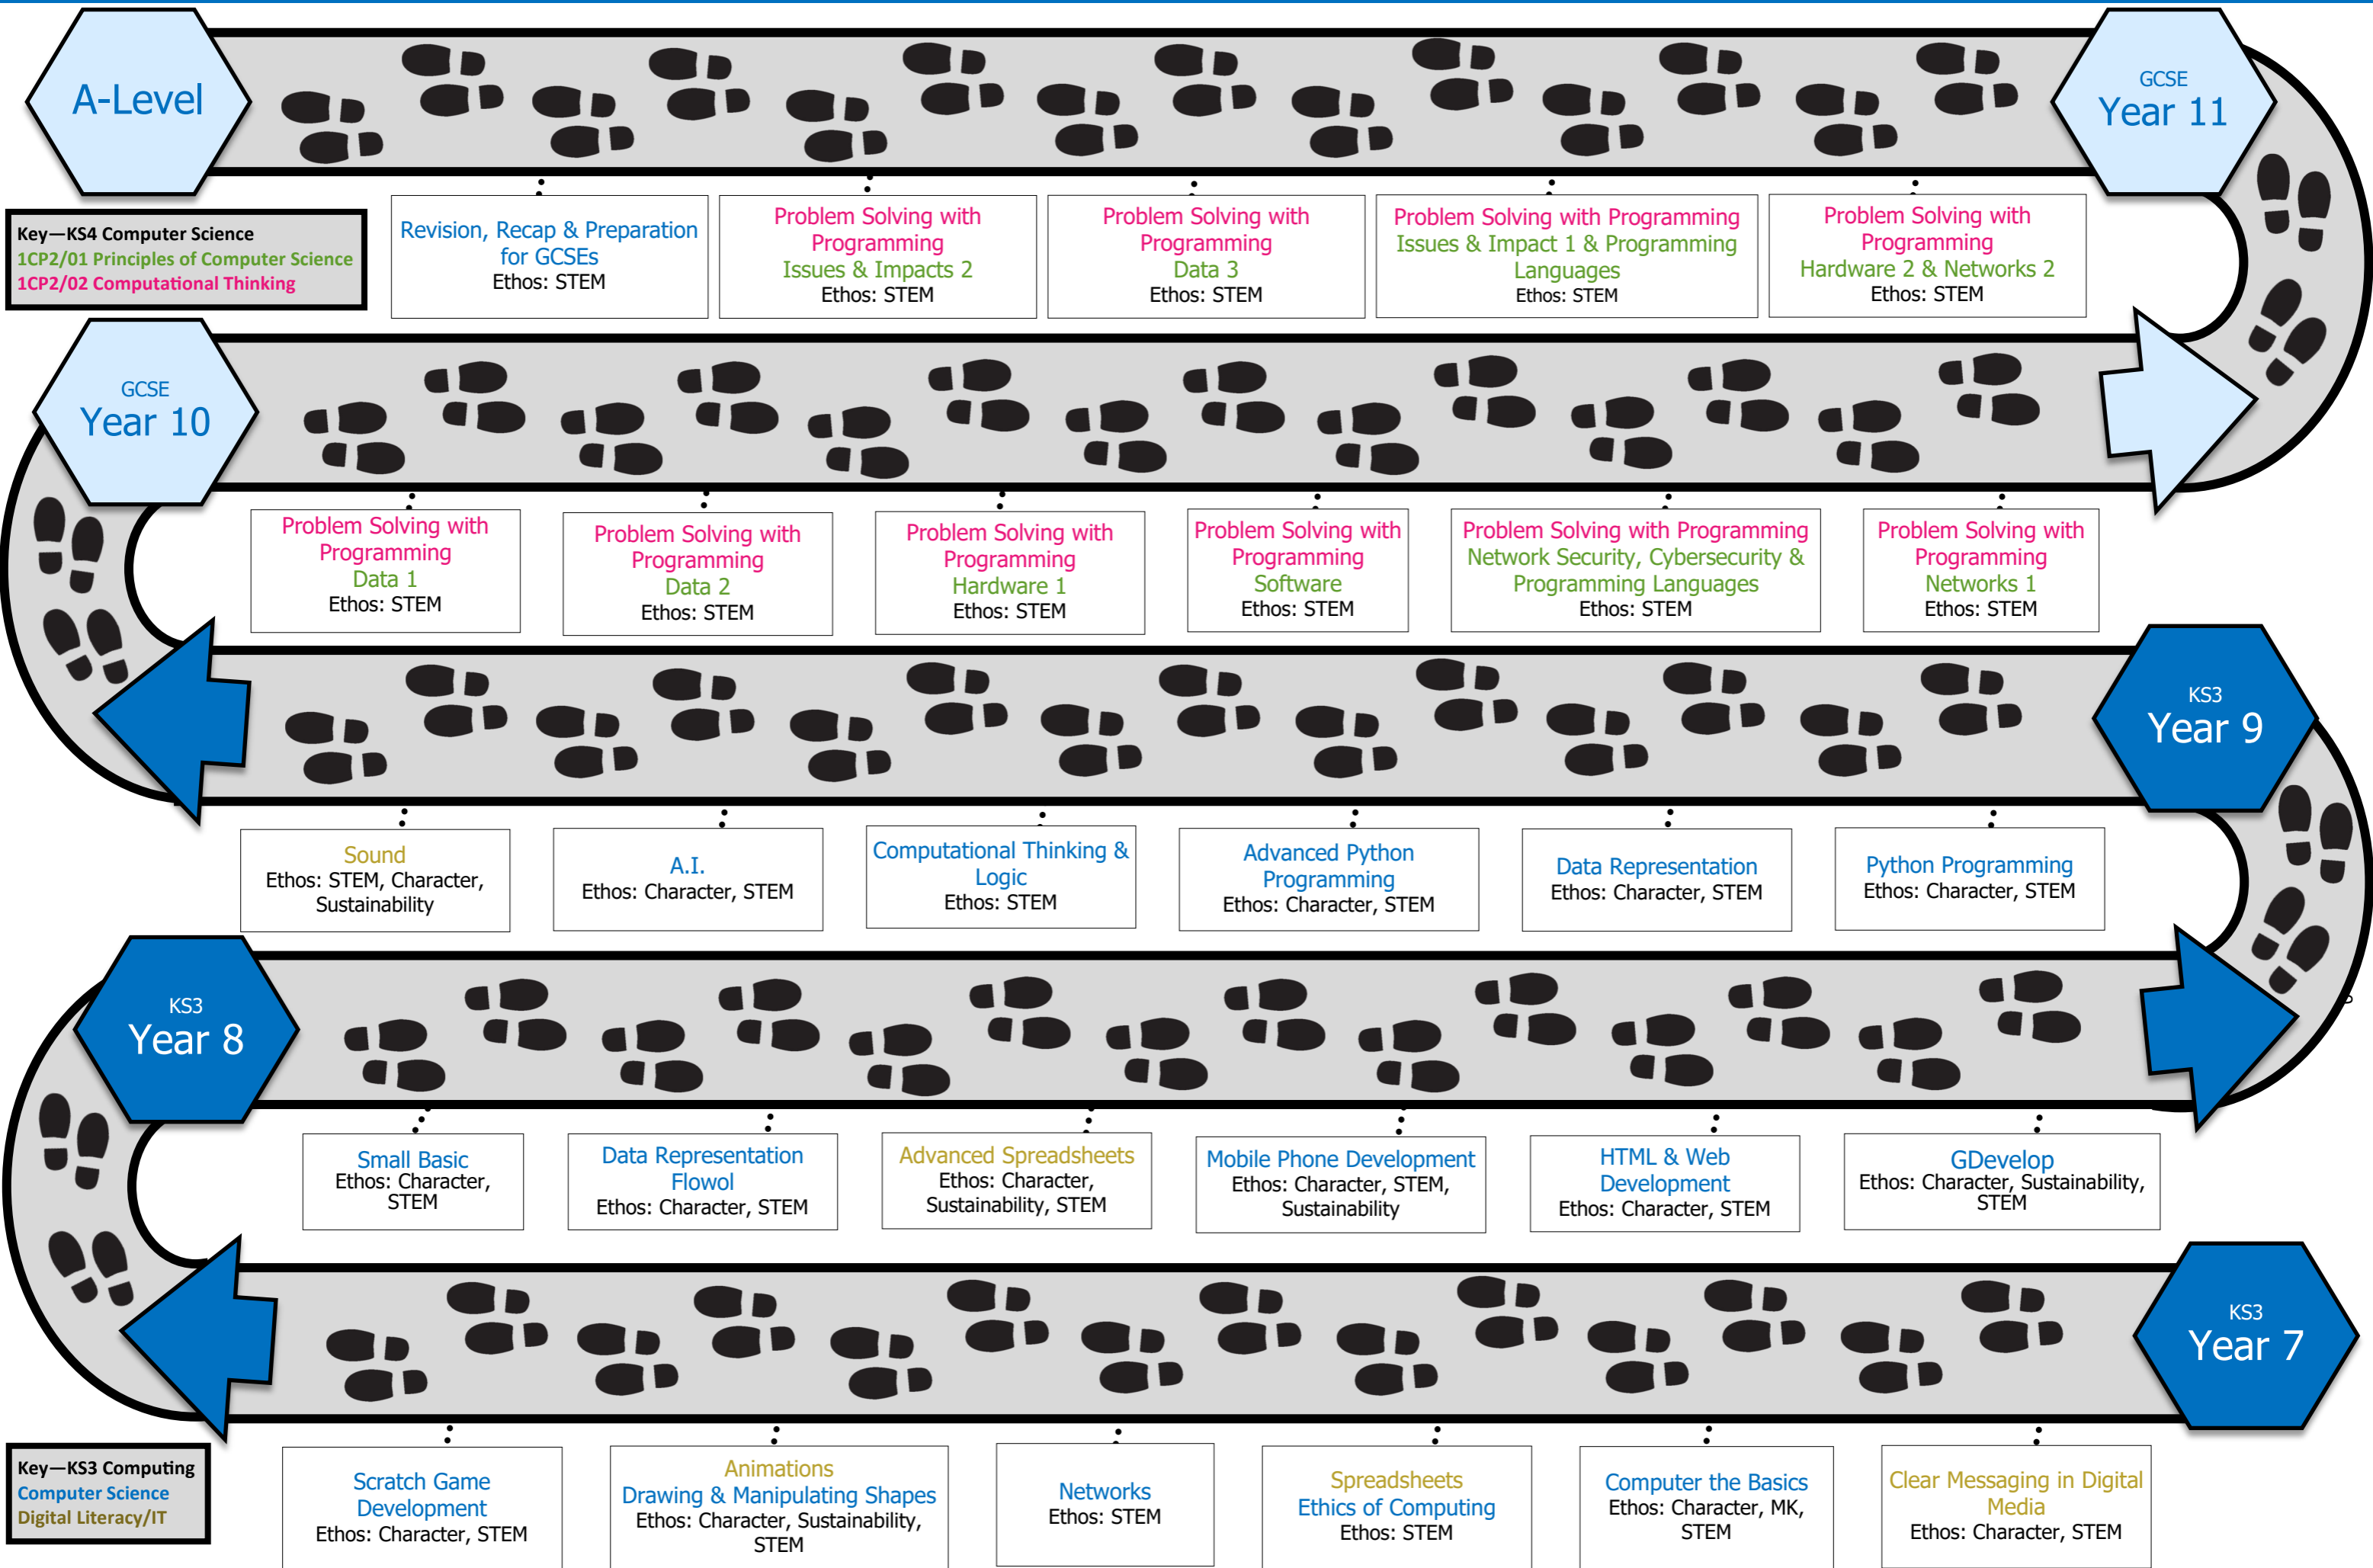 A-Level
GCSE
Year 11
Key—KS4 Computer Science
1CP2/01 Principles of Computer Science
1CP2/02 Computational Thinking
Revision, Recap & Preparation
for GCSEs
Ethos: STEM
Problem Solving with
Programming
Issues & Impacts 2
Ethos: STEM
Problem Solving with
Programming
Data 3
Ethos: STEM
Problem Solving with Programming
Issues & Impact 1 & Programming
Languages
Ethos: STEM
Problem Solving with
Programming
Hardware 2 & Networks 2
Ethos: STEM
GCSE
Year 10
Problem Solving with
Programming
Data 1
Ethos: STEM
Problem Solving with
Programming
Data 2
Ethos: STEM
Problem Solving with
Programming
Hardware 1
Ethos: STEM
Problem Solving with
Programming
Software
Ethos: STEM
Problem Solving with Programming
Network Security, Cybersecurity &
Programming Languages
Ethos: STEM
Problem Solving with
Programming
Networks 1
Ethos: STEM
KS3
Year 9
Sound
Ethos: STEM, Character,
Sustainability
A.I.
Ethos: Character, STEM
Computational Thinking &
Logic
Ethos: STEM
Advanced Python
Programming
Ethos: Character, STEM
Data Representation
Ethos: Character, STEM
Python Programming
Ethos: Character, STEM
KS3
Year 8
Small Basic
Ethos: Character,
STEM
Data Representation
Flowol
Ethos: Character, STEM
Advanced Spreadsheets
Ethos: Character,
Sustainability, STEM
Mobile Phone Development
Ethos: Character, STEM,
Sustainability
HTML & Web
Development
Ethos: Character, STEM
GDevelop
Ethos: Character, Sustainability,
STEM
KS3
Year 7
Key—KS3 Computing
Computer Science
Digital Literacy/IT
Scratch Game
Development
Ethos: Character, STEM
Animations
Drawing & Manipulating Shapes
Ethos: Character, Sustainability,
STEM
Networks
Ethos: STEM
Spreadsheets
Ethics of Computing
Ethos: STEM
Computer the Basics
Ethos: Character, MK,
STEM
Clear Messaging in Digital
Media
Ethos: Character, STEM